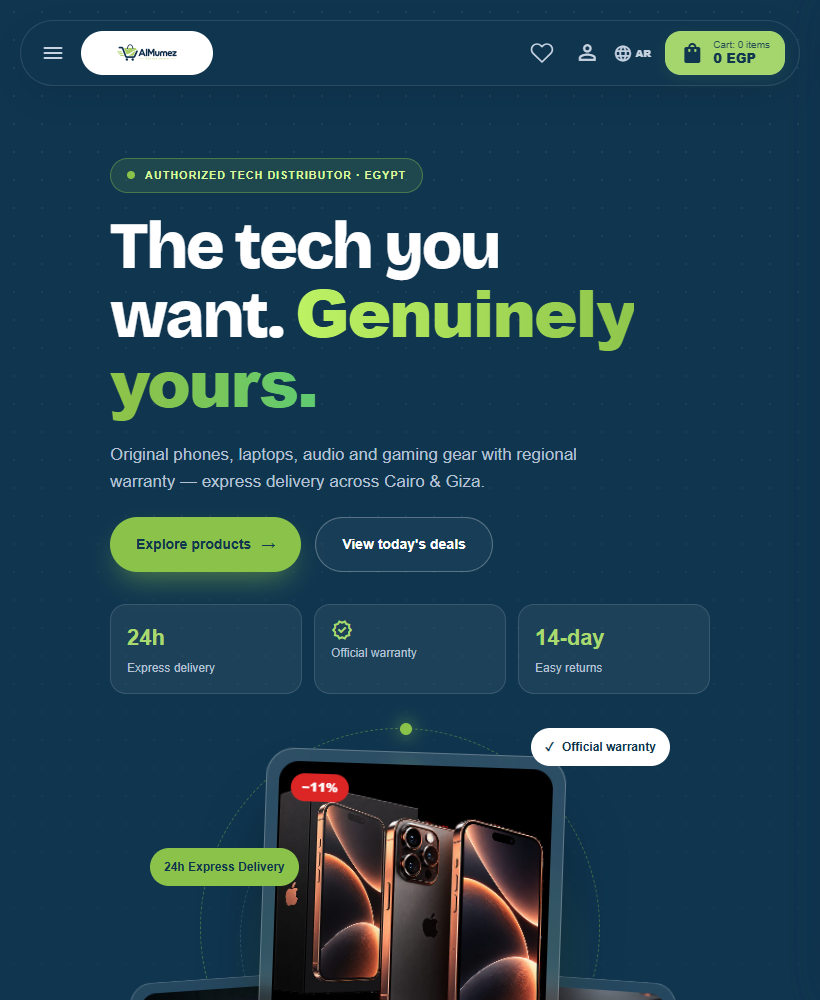 AlMumez
AR
Cart: 0 items
0 EGP
AUTHORIZED TECH DISTRIBUTOR · EGYPT
The tech you
want. Genuinely
yours.
Original phones, laptops, audio and gaming gear with regional
warranty — express delivery across Cairo & Giza.
Explore products →
View today's deals
24h
Express delivery
Official warranty
14-day
Easy returns
✓ Official warranty
−11%
24h Express Delivery